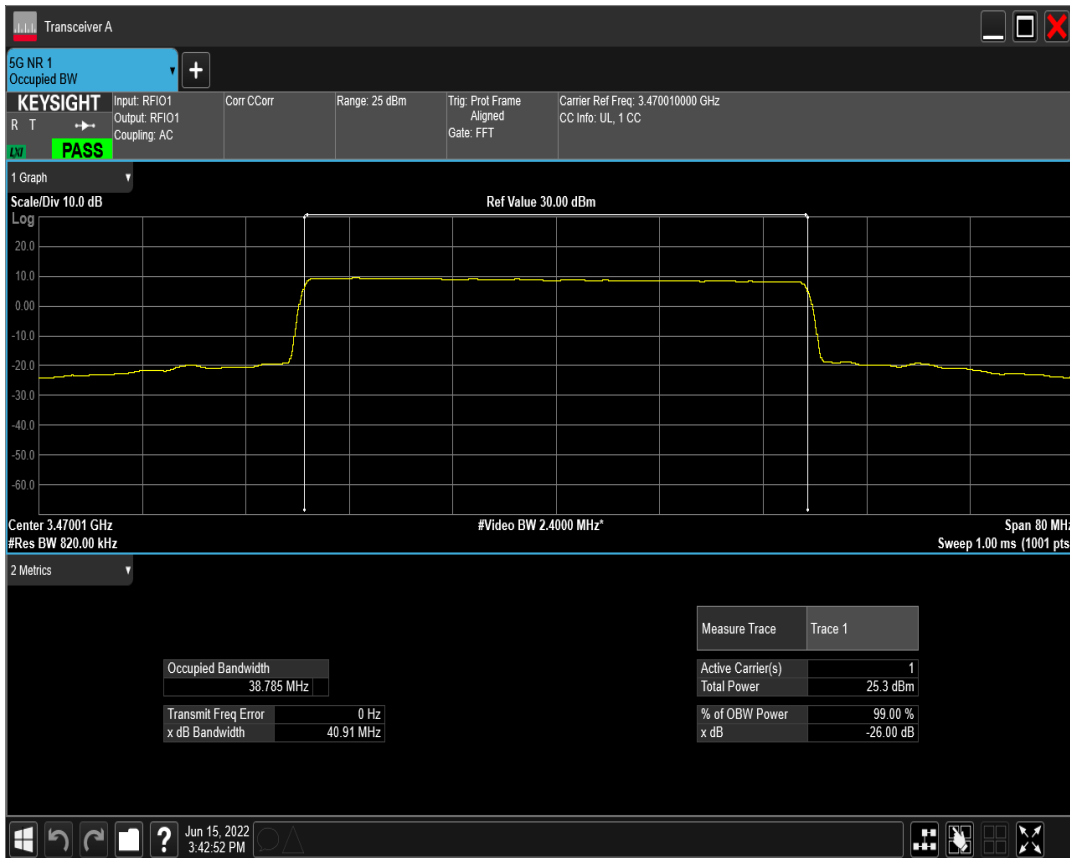 Transceiver A
5G NR 1
Occupied BW
KEYSIGHT
R T
LXI
PASS
Input: RFIO1
Output: RFIO1
Coupling: AC
Corr CCorr
Range: 25 dBm
Trig: Prot Frame
Aligned
Gate: FFT
Carrier Ref Freq: 3.470010000 GHz
CC Info: UL, 1 CC
1 Graph
Scale/Div 10.0 dB
Ref Value 30.00 dBm
Log
20.0
10.0
0.00
-10.0
-20.0
-30.0
-40.0
-50.0
-60.0
Center 3.47001 GHz
#Video BW 2.4000 MHz*
Span 80 MHz
#Res BW 820.00 kHz
Sweep 1.00 ms (1001 pts
2 Metrics
Measure Trace Trace 1
Occupied Bandwidth
38.785 MHz
Active Carrier(s) 1
Total Power 25.3 dBm
Transmit Freq Error 0 Hz
x dB Bandwidth 40.91 MHz
% of OBW Power 99.00 %
x dB -26.00 dB
?
Jun 15, 2022
3:42:52 PM